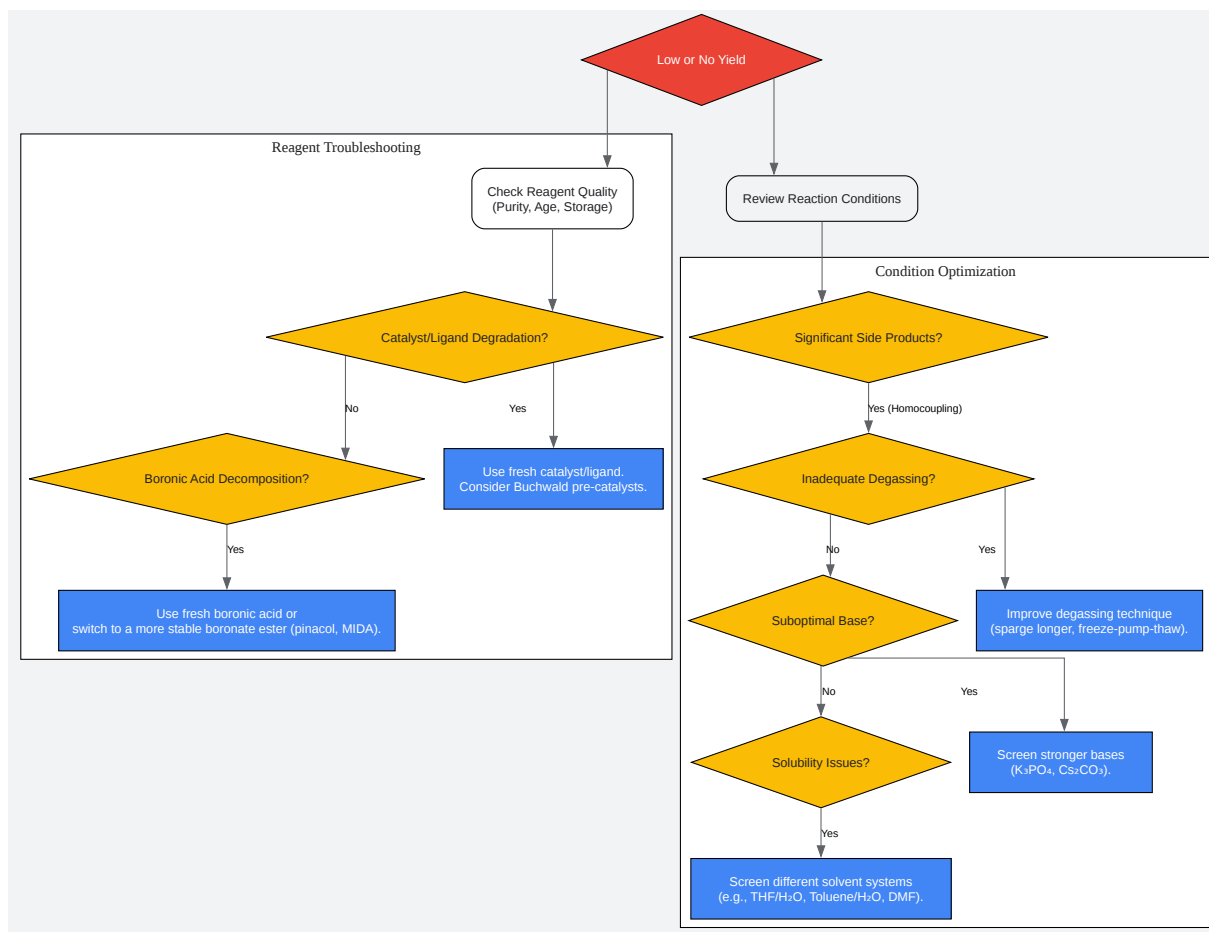 Low or No Yield
Reagent Troubleshooting
Check Reagent Quality
(Purity, Age, Storage)
Review Reaction Conditions
Condition Optimization
Catalyst/Ligand Degradation?
Significant Side Products?
No
Yes
Yes (Homocoupling)
Boronic Acid Decomposition?
Use fresh catalyst/ligand.
Consider Buchwald pre-catalysts.
Inadequate Degassing?
Yes
No
Yes
Use fresh boronic acid or
switch to a more stable boronate ester (pinacol, MIDA).
Suboptimal Base?
Improve degassing technique
(sparge longer, freeze-pump-thaw).
No
Yes
Solubility Issues?
Screen stronger bases
(K₃PO₄, Cs₂CO₃).
Yes
Screen different solvent systems
(e.g., THF/H₂O, Toluene/H₂O, DMF).